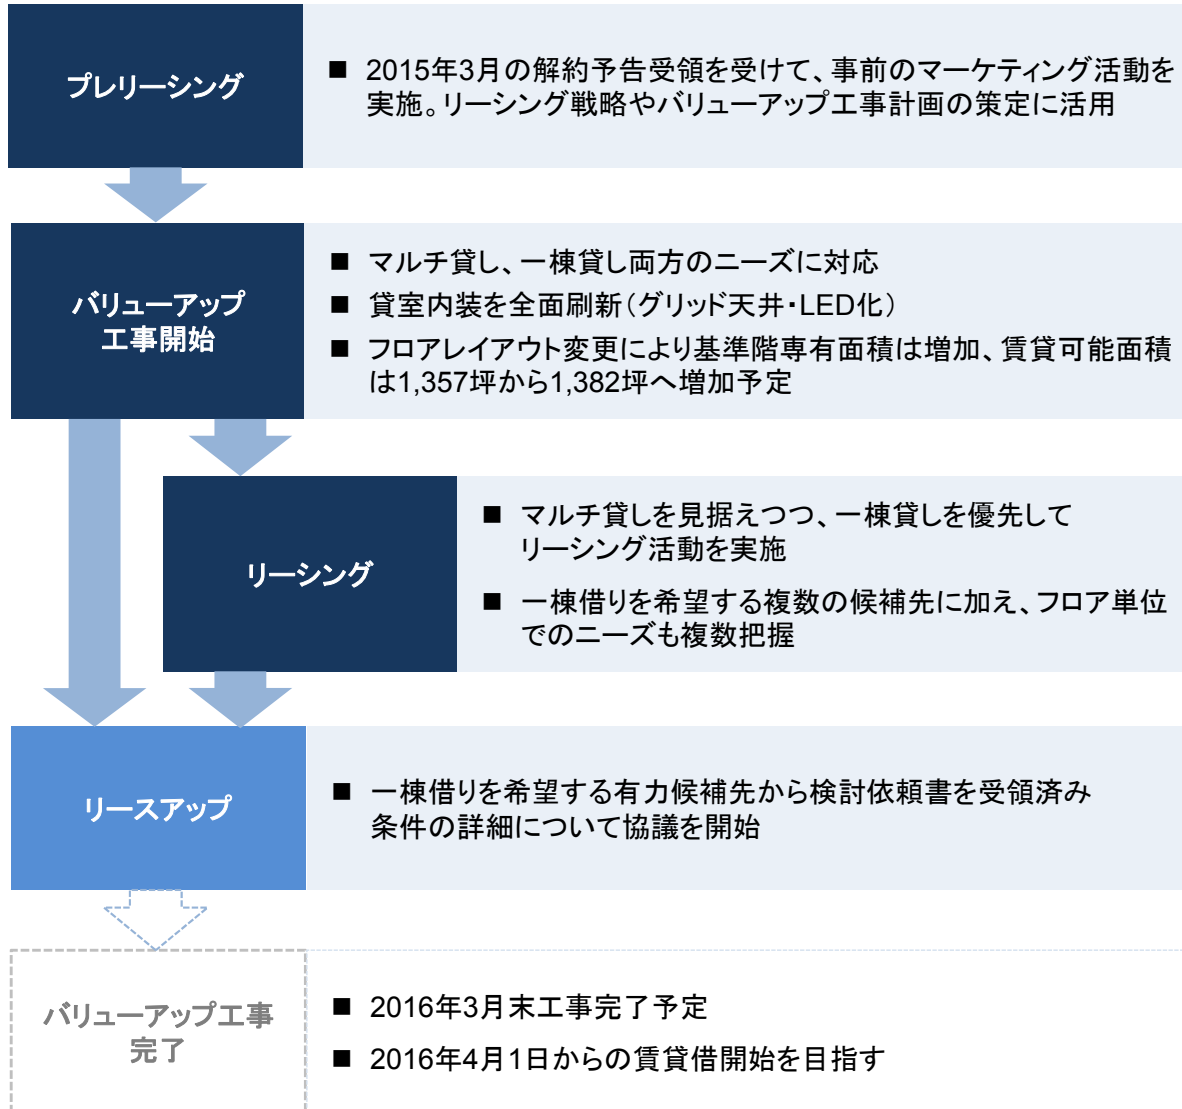 プレリーシング
■ 2015年3月の解約予告受領を受けて、事前のマーケティング活動を
実施。リーシング戦略やバリューアップ工事計画の策定に活用
バリューアップ
工事開始
■ マルチ貸し、一棟貸し両方のニーズに対応
■ 貸室内装を全面刷新(グリッド天井・LED化)
■ フロアレイアウト変更により基準階専有面積は増加、賃貸可能面積
は1,357坪から1,382坪へ増加予定
リーシング
■ マルチ貸しを見据えつつ、一棟貸しを優先して
リーシング活動を実施
■ 一棟借りを希望する複数の候補先に加え、フロア単位
でのニーズも複数把握
リースアップ
■ 一棟借りを希望する有力候補先から検討依頼書を受領済み
条件の詳細について協議を開始
バリューアップ工事
完了
■ 2016年3月末工事完了予定
■ 2016年4月1日からの賃貸借開始を目指す